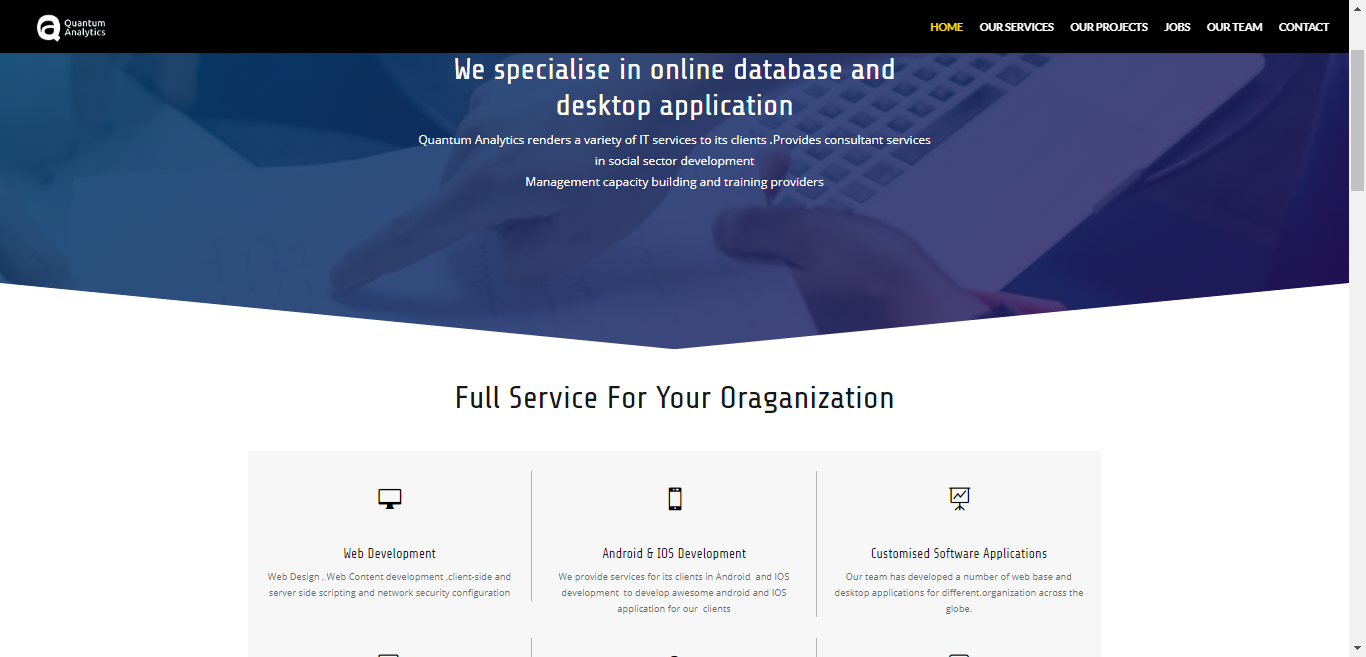 Quantum
Analytics
HOME OUR SERVICES OUR PROJECTS JOBS OUR TEAM CONTACT
We specialise in online database and
desktop application
Quantum Analytics renders a variety of IT services to its clients .Provides consultant services
in social sector development
Management capacity building and training providers
Full Service For Your Oraganization
Web Development
Web Design , Web Content development ,client-side and
server side scripting and network security configuration
Android & IOS Development
We provide services for its clients in Android  and IOS
development  to develop awesome android and IOS
application for our  clients
Customised Software Applications
Our team has developed a number of web base and
desktop applications for different.organization across the
globe.